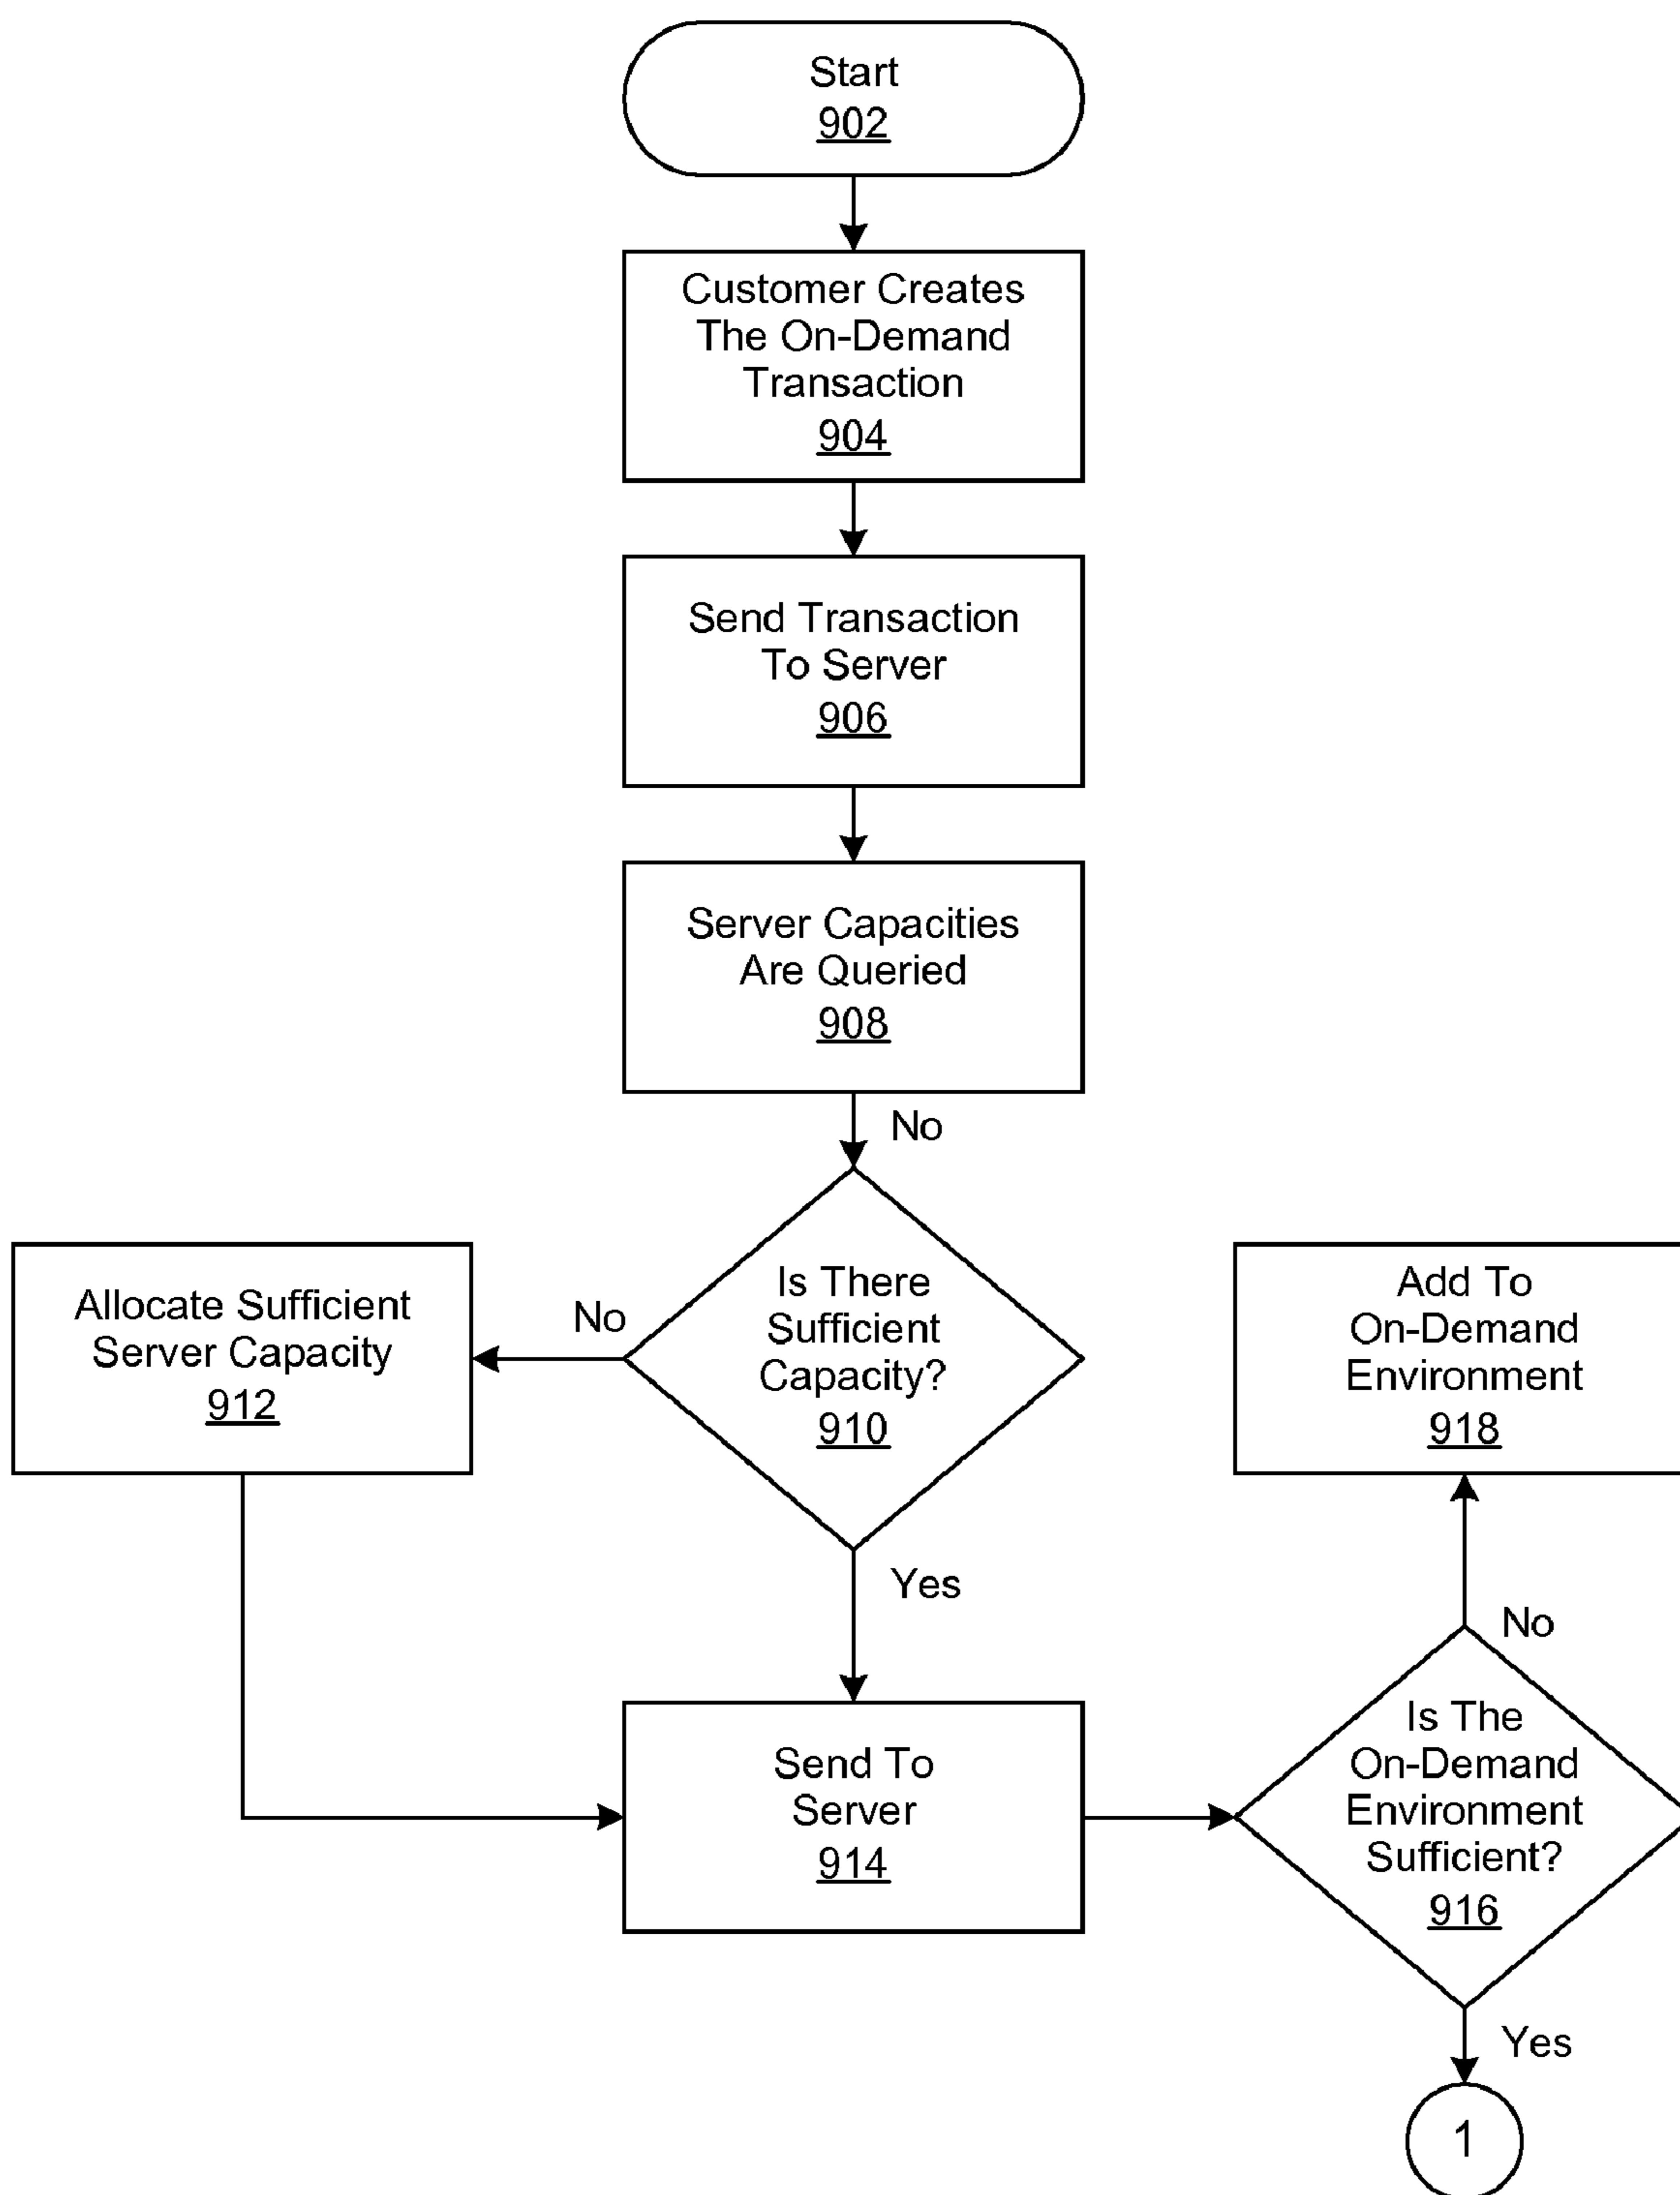 Start
902
Customer Creates
The On-Demand
Transaction
904
Send Transaction
To Server
906
Server Capacities
Are Queried
908
No
Allocate Sufficient
Server Capacity
912
No
Is There
Sufficient
Capacity?
910
Yes
Add To
On-Demand
Environment
918
No
Send To
Server
914
Is The
On-Demand
Environment
Sufficient?
916
Yes
1